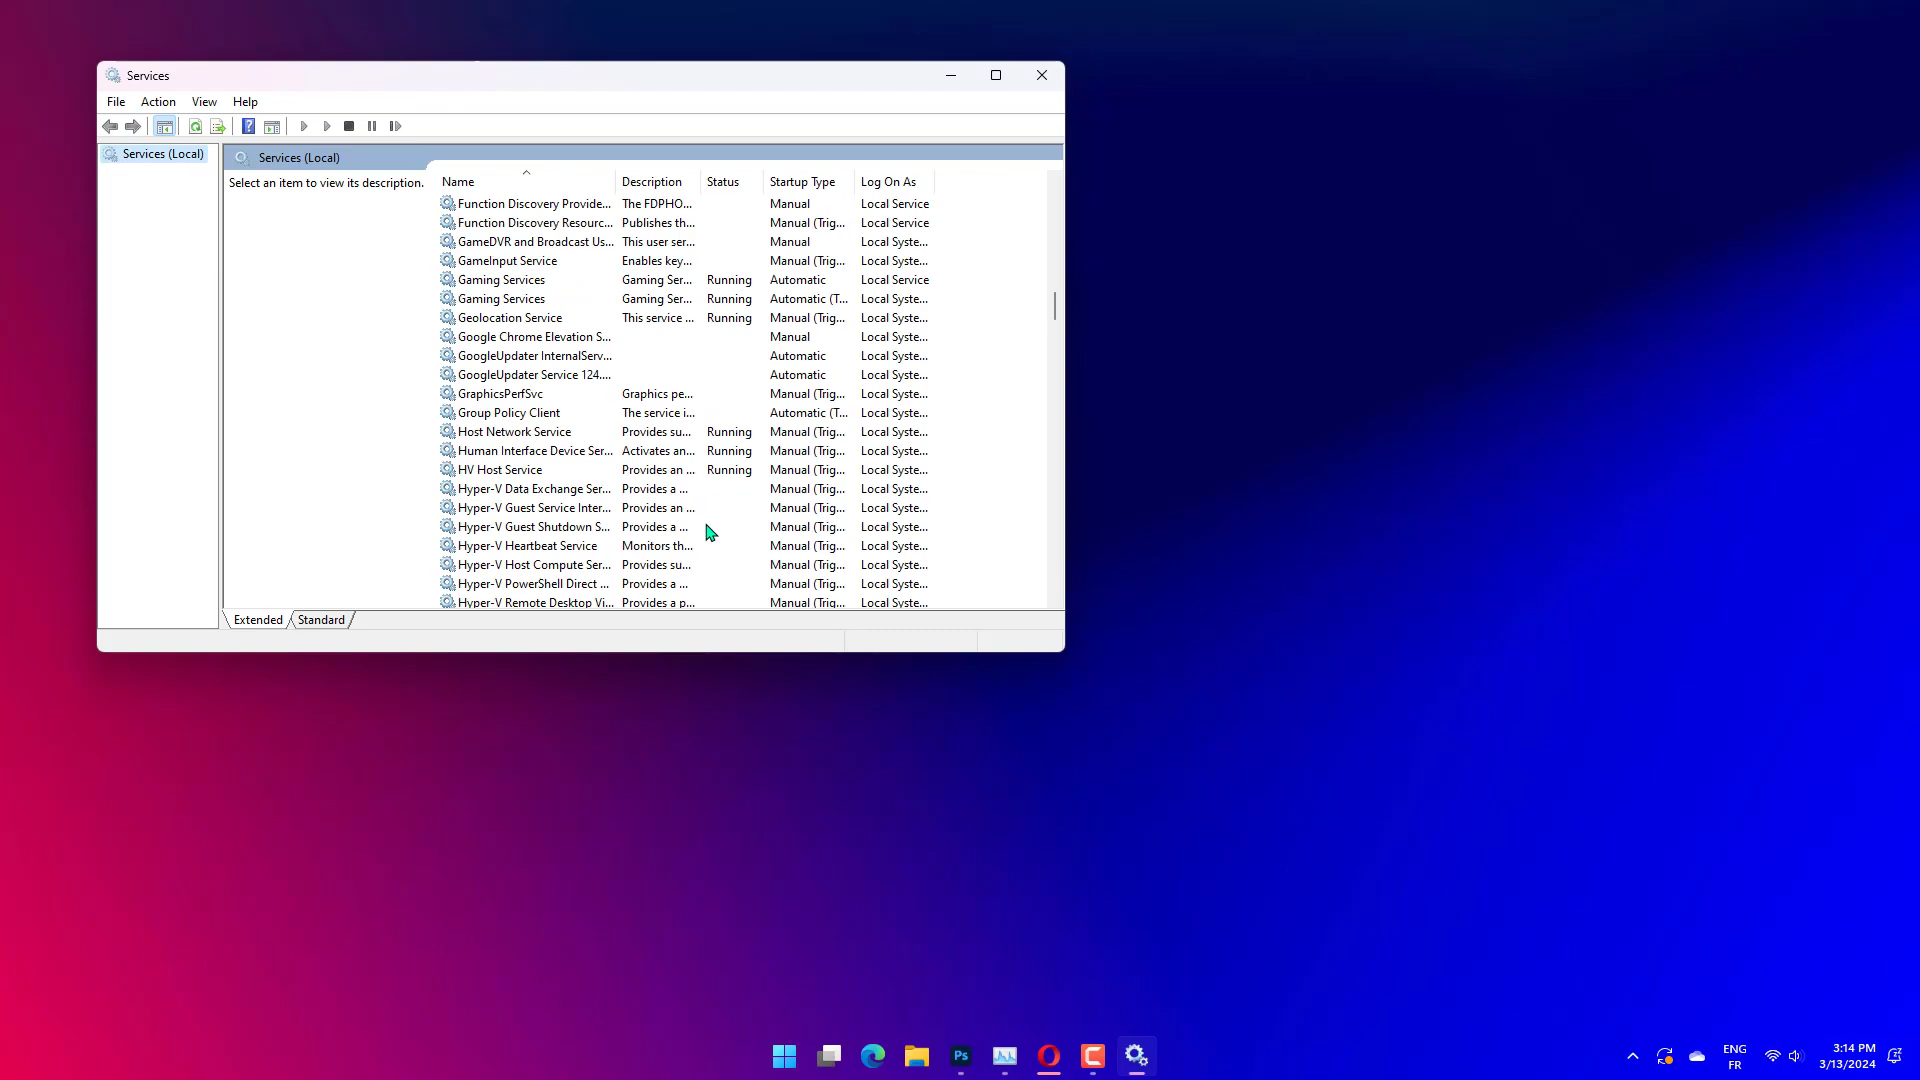 Services
File Action View Help
Services (Local)
Services (Local)
Select an item to view its description.
Name Description Status Startup Type Log On As
Function Discovery Provide... The FDPHO... Manual Local Service
Function Discovery Resourc... Publishes th... Manual (Trig... Local Service
GameDVR and Broadcast Us... This user ser... Manual Local Syste...
GameInput Service Enables key... Manual (Trig... Local Syste...
Gaming Services Gaming Ser... Running Automatic Local Service
Gaming Services Gaming Ser... Running Automatic (T... Local Syste...
Geolocation Service This service ... Running Manual (Trig... Local Syste...
Google Chrome Elevation S... Manual Local Syste...
GoogleUpdater InternalServ... Automatic Local Syste...
GoogleUpdater Service 124.... Automatic Local Syste...
GraphicsPerfSvc Graphics pe... Manual (Trig... Local Syste...
Group Policy Client The service i... Automatic (T... Local Syste...
Host Network Service Provides su... Running Manual (Trig... Local Syste...
Human Interface Device Ser... Activates an... Running Manual (Trig... Local Syste...
HV Host Service Provides an ... Running Manual (Trig... Local Syste...
Hyper-V Data Exchange Ser... Provides a ... Manual (Trig... Local Syste...
Hyper-V Guest Service Inter... Provides an ... Manual (Trig... Local Syste...
Hyper-V Guest Shutdown S... Provides a ... Manual (Trig... Local Syste...
Hyper-V Heartbeat Service Monitors th... Manual (Trig... Local Syste...
Hyper-V Host Compute Ser... Provides su... Manual (Trig... Local Syste...
Hyper-V PowerShell Direct ... Provides a ... Manual (Trig... Local Syste...
Hyper-V Remote Desktop Vi... Provides a p... Manual (Trig... Local Syste...
Extended Standard
Ps
ENG
FR
3:14 PM
3/13/2024